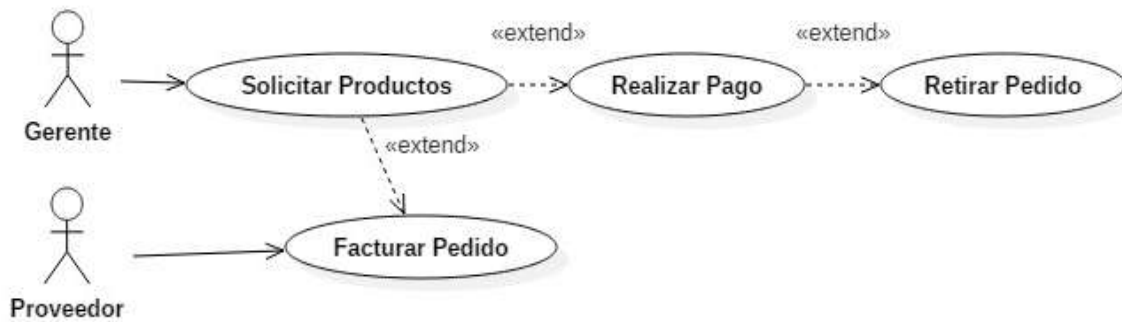 «extend»
«extend»
Solicitar Productos
Realizar Pago
Retirar Pedido
Gerente
«extend»
Facturar Pedido
Proveedor